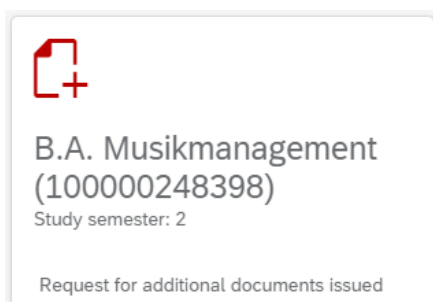 B.A. Musikmanagement
(100000248398)
Study semester: 2
Request for additional documents issued